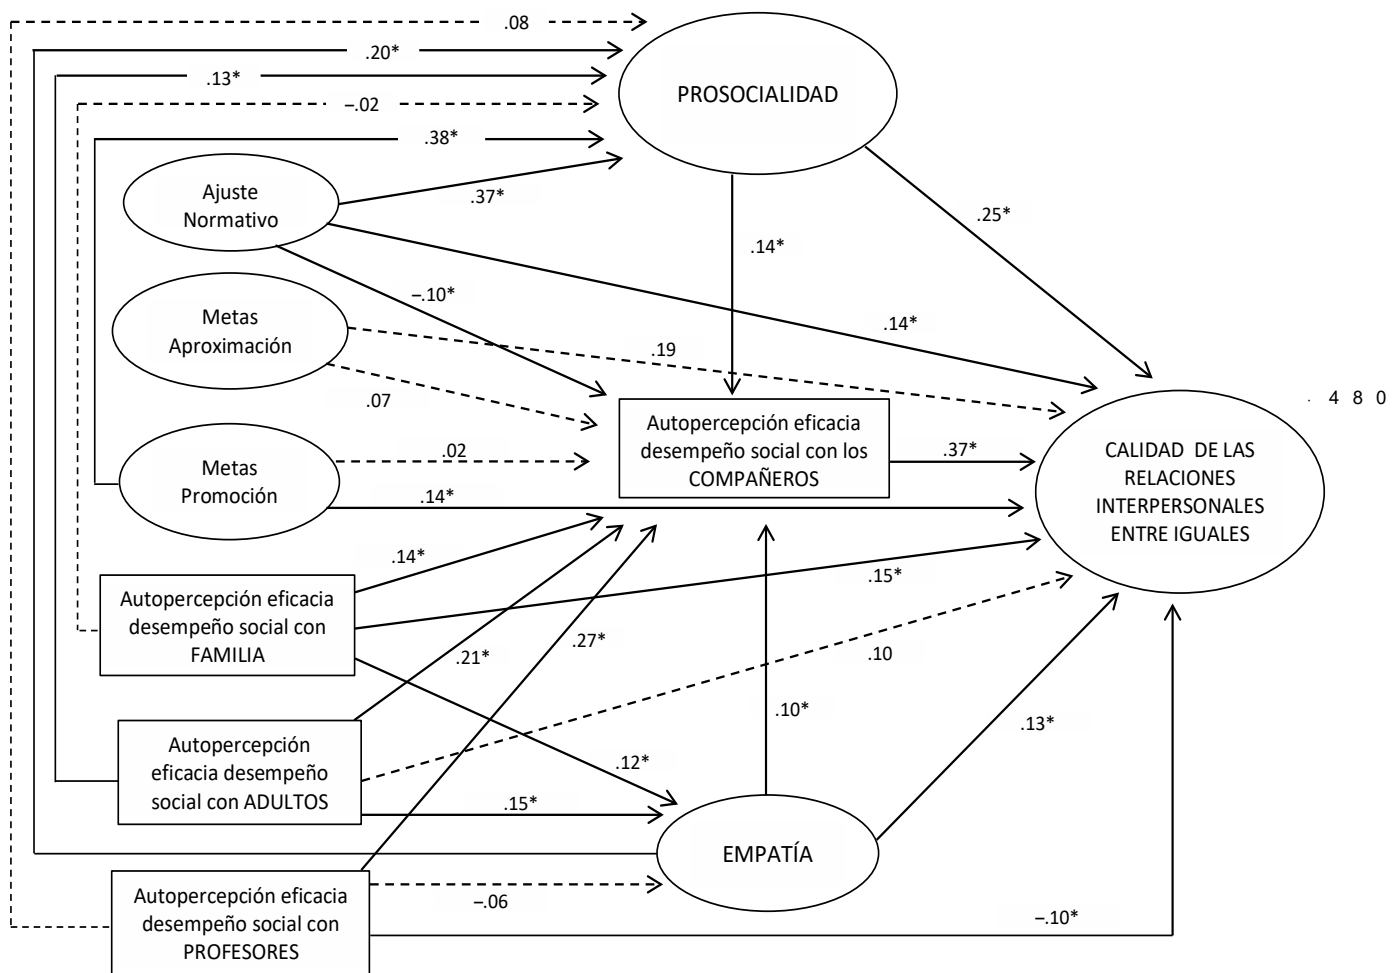 .08
.20*
.13*
–.02
.38*
PROSOCIALIDAD
Ajuste
Normativo
.37*
.25*
.14*
–.10*
Metas
Aproximación
.14*
.19
.07
. 4 8 0
Autopercepción eficacia
desempeño social con los
COMPAÑEROS
.37*
CALIDAD DE LAS
RELACIONES
INTERPERSONALES
ENTRE IGUALES
Metas
Promoción
.02
.14*
.14*
.15*
Autopercepción eficacia
desempeño social con
FAMILIA
.27*
.21*
.10
.10*
.13*
Autopercepción
eficacia desempeño
social con ADULTOS
.12*
.15*
EMPATÍA
Autopercepción eficacia
desempeño social con
PROFESORES
–.06
–.10*